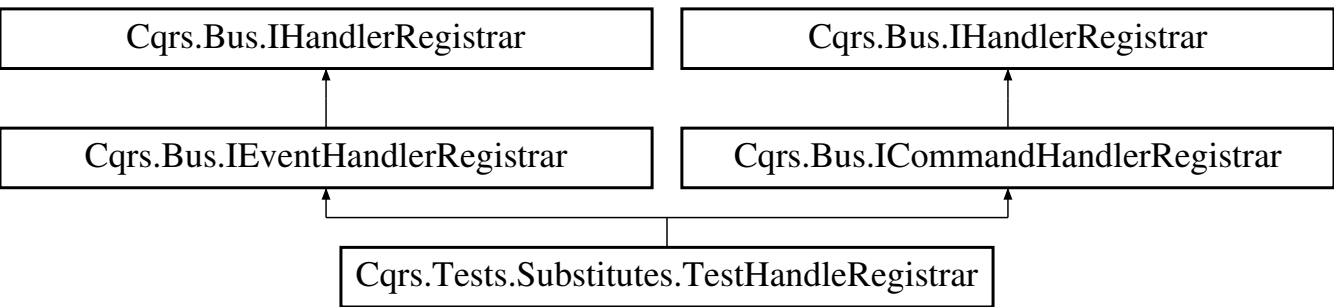 Cqrs.Bus.IHandlerRegistrar
Cqrs.Bus.IHandlerRegistrar
Cqrs.Bus.IEventHandlerRegistrar
Cqrs.Bus.ICommandHandlerRegistrar
Cqrs.Tests.Substitutes.TestHandleRegistrar